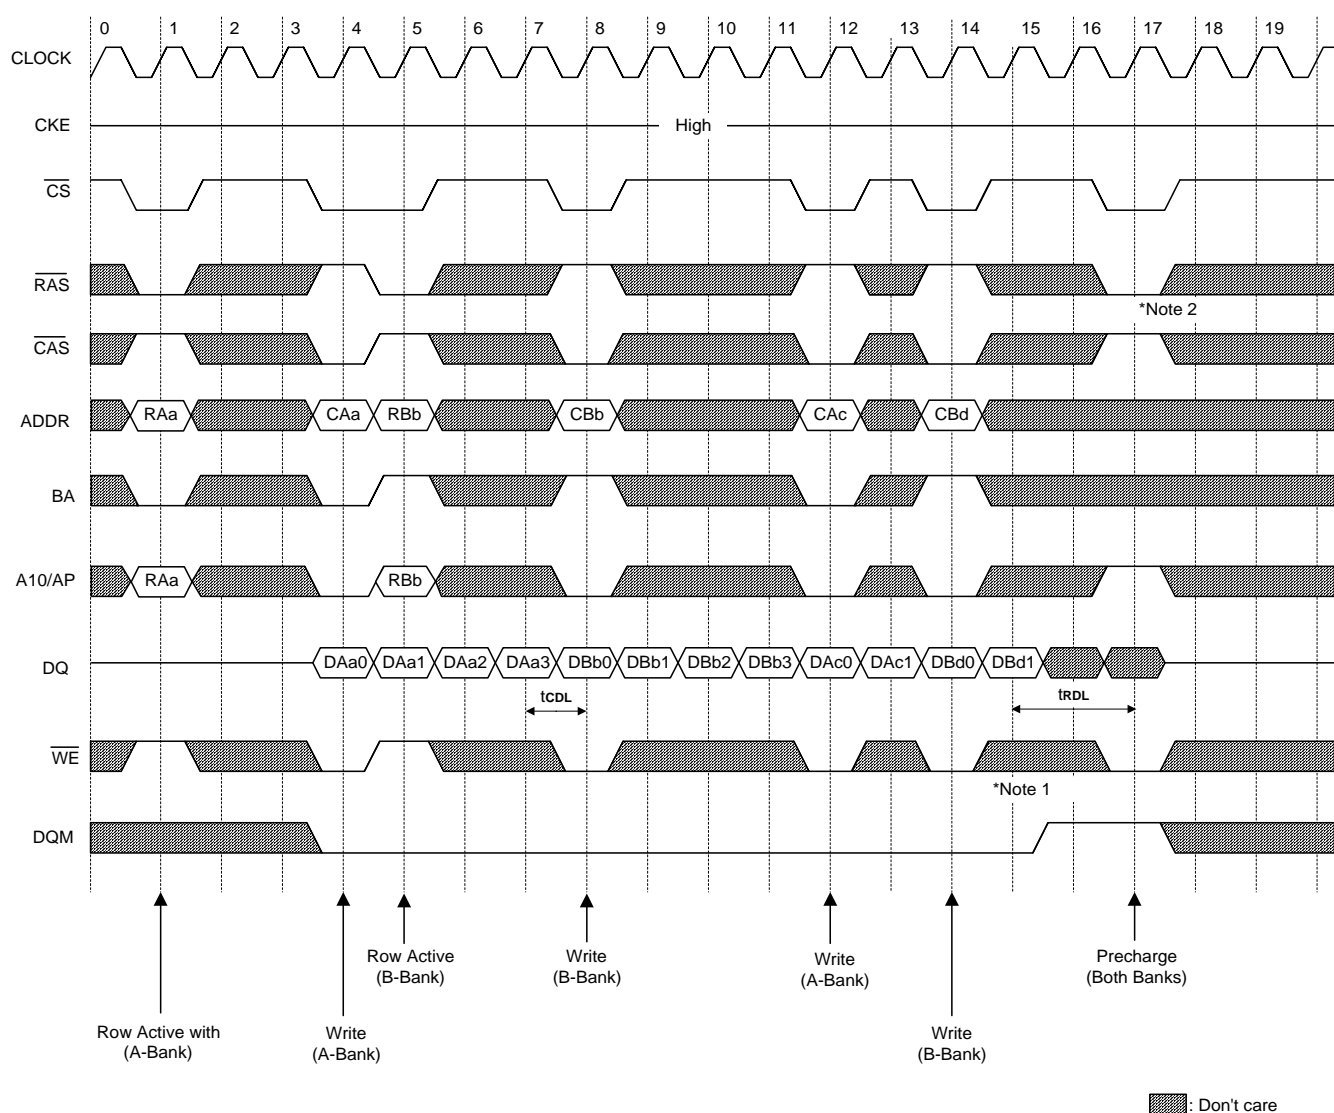 0 1 2 3 4 5 6 7 8 9 10 11 12 13 14 15 16 17 18 19
CLOCK
CKE High
CS
RAS
*Note 2
CAS
ADDR RAa CAa RBb CBb CAc CBd
BA
A10/AP RAa RBb
DQ DAa0 DAa1 DAa2 DAa3 DBb0 DBb1 DBb2 DBb3 DAc0 DAc1 DBd0 DBd1
tCDL tRDL
WE
*Note 1
DQM
Row Active
(B-Bank)
Write
(B-Bank)
Write
(A-Bank)
Precharge
(Both Banks)
Row Active with
(A-Bank)
Write
(A-Bank)
Write
(B-Bank)
: Don't care